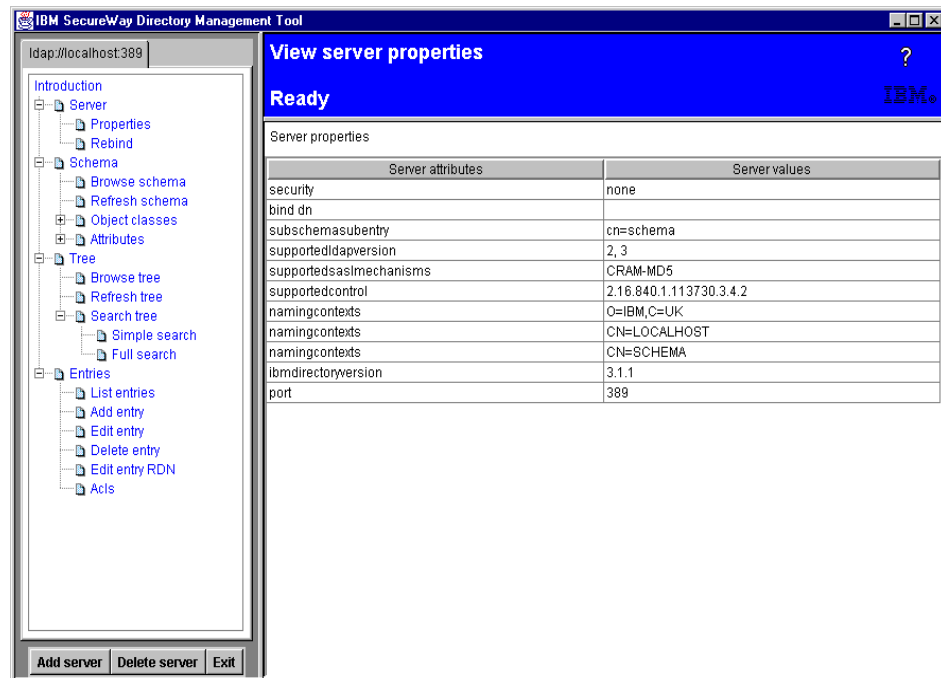 IBM SecureWay Directory Management Tool
ldap://localhost:389
Introduction
Server
Properties
Rebind
Schema
Browse schema
Refresh schema
Object classes
Attributes
Tree
Browse tree
Refresh tree
Search tree
Simple search
Full search
Entries
List entries
Add entry
Edit entry
Delete entry
Edit entry RDN
Acls
Add server Delete server Exit
View server properties ?
Ready IBM
Server properties
Server attributes Server values
security none
bind dn
subschemasubentry cn=schema
supportedldapversion 2, 3
supportedsaslmechanisms CRAM-MD5
supportedcontrol 2.16.840.1.113730.3.4.2
namingcontexts O=IBM,C=UK
namingcontexts CN=LOCALHOST
namingcontexts CN=SCHEMA
ibmdirectoryversion 3.1.1
port 389